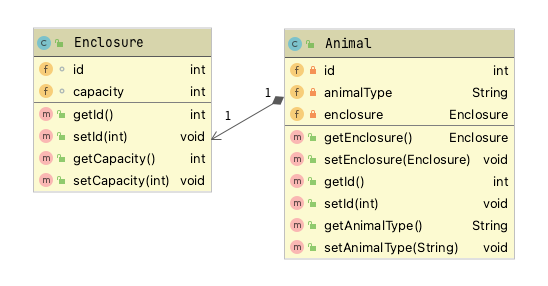 C Enclosure
f id int
f capacity int
m getId() int
m setId(int) void
m getCapacity() int
m setCapacity(int) void
1
1
C Animal
f id int
f animalType String
f enclosure Enclosure
m getEnclosure() Enclosure
m setEnclosure(Enclosure) void
m getId() int
m setId(int) void
m getAnimalType() String
m setAnimalType(String) void